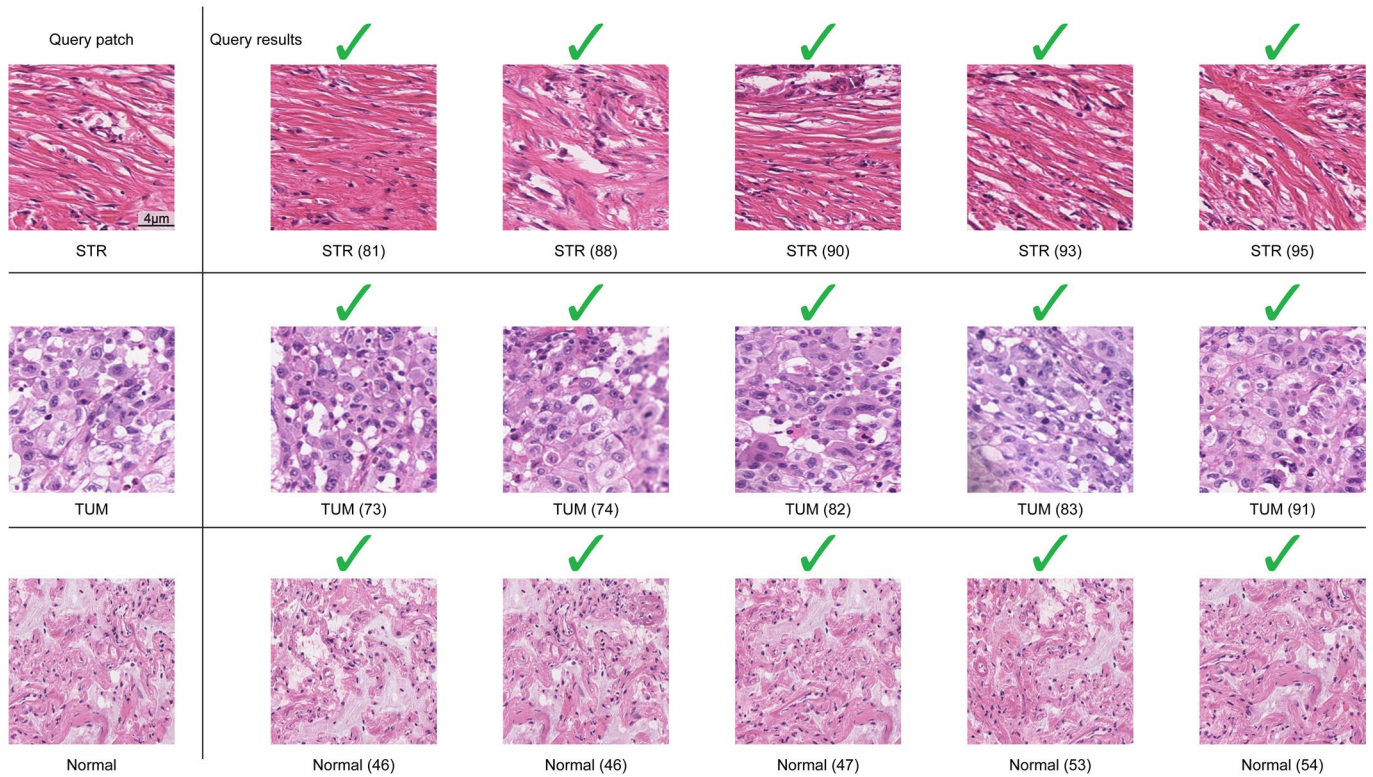 Query patch
Query results
4μm
STR
STR (81)
STR (88)
STR (90)
STR (93)
STR (95)
TUM
TUM (73)
TUM (74)
TUM (82)
TUM (83)
TUM (91)
Normal
Normal (46)
Normal (46)
Normal (47)
Normal (53)
Normal (54)